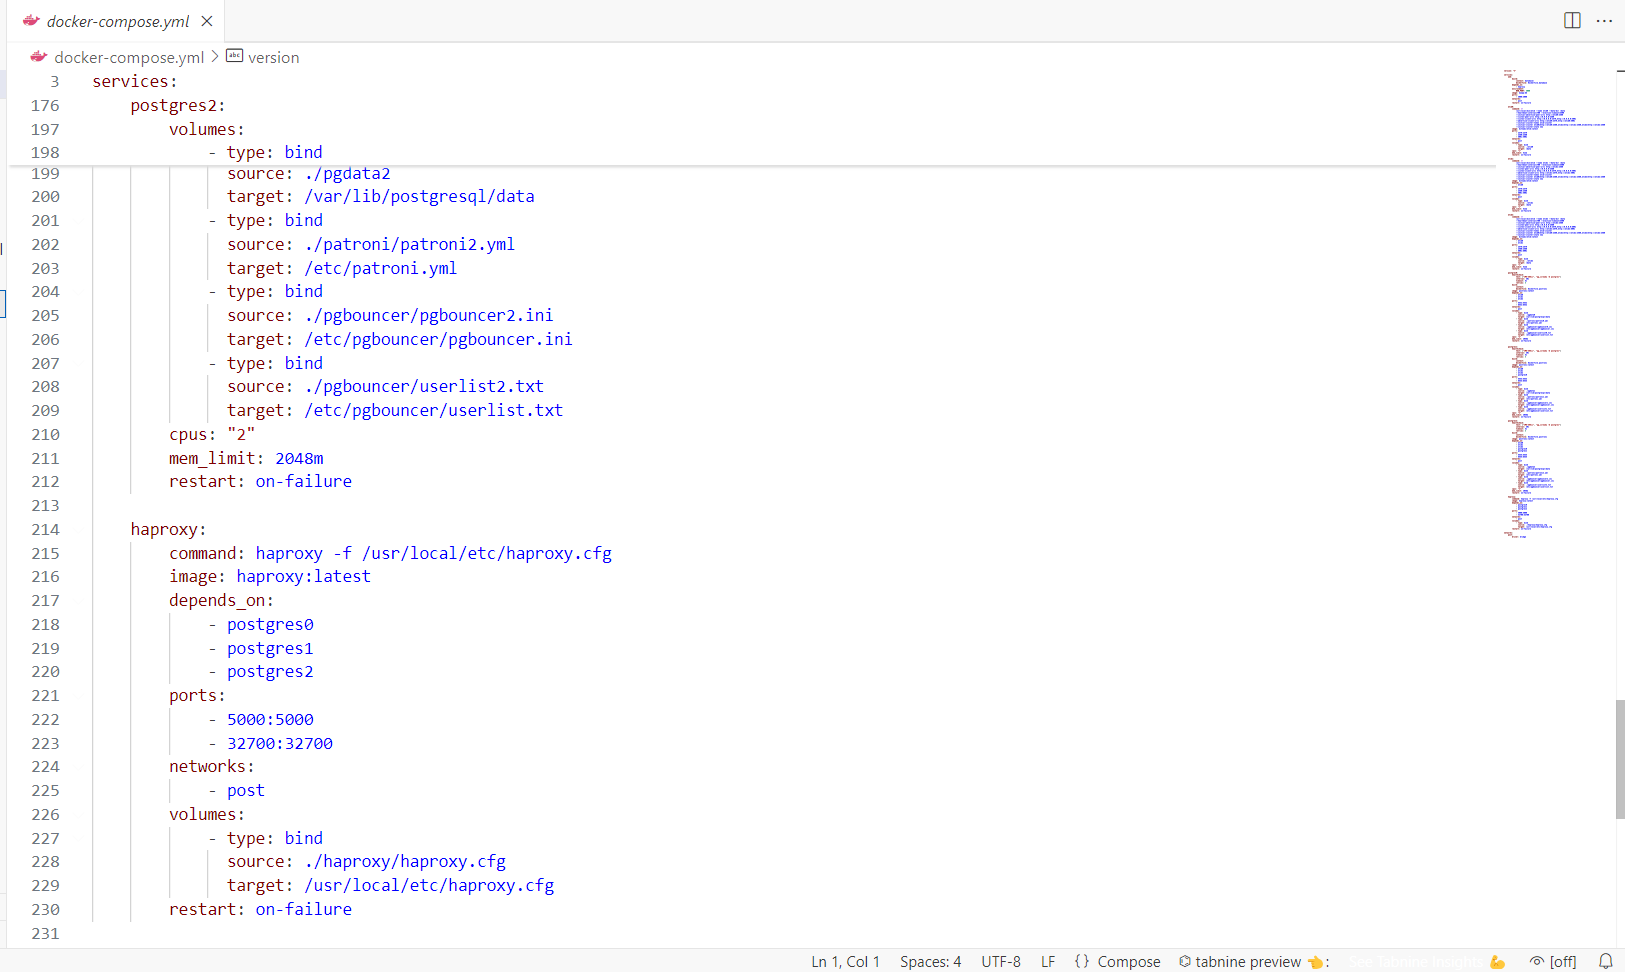 docker-compose.yml
docker-compose.yml > version
3 services:
176 postgres2:
197 volumes:
198 - type: bind
199 source: ./pgdata2
200 target: /var/lib/postgresql/data
201 - type: bind
202 source: ./patroni/patroni2.yml
203 target: /etc/patroni.yml
204 - type: bind
205 source: ./pgbouncer/pgbouncer2.ini
206 target: /etc/pgbouncer/pgbouncer.ini
207 - type: bind
208 source: ./pgbouncer/userlist2.txt
209 target: /etc/pgbouncer/userlist.txt
210 cpus: "2"
211 mem_limit: 2048m
212 restart: on-failure
213
214 haproxy:
215 command: haproxy -f /usr/local/etc/haproxy.cfg
216 image: haproxy:latest
217 depends_on:
218 - postgres0
219 - postgres1
220 - postgres2
221 ports:
222 - 5000:5000
223 - 32700:32700
224 networks:
225 - post
226 volumes:
227 - type: bind
228 source: ./haproxy/haproxy.cfg
229 target: /usr/local/etc/haproxy.cfg
230 restart: on-failure
231
Ln 1, Col 1 Spaces: 4 UTF-8 LF {} Compose tabnine preview 👈: See Tabnine Insights 💪 [off]